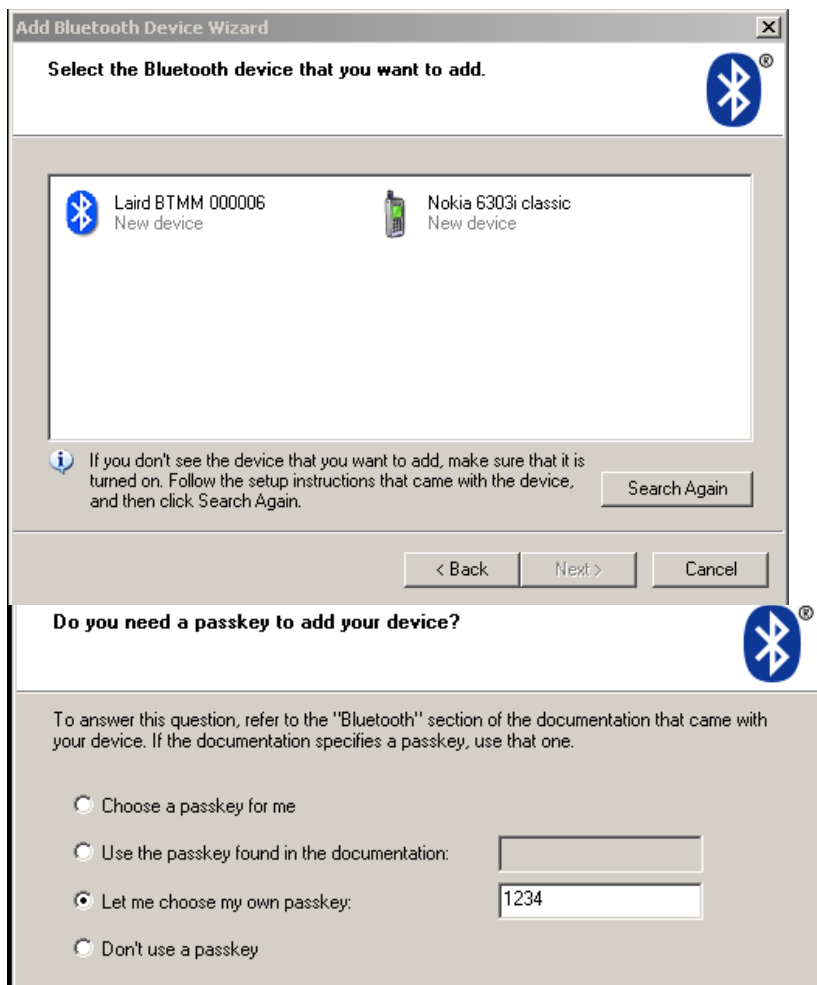 Add Bluetooth Device Wizard
Select the Bluetooth device that you want to add.
®
Laird BTMM 000006
New device
Nokia 6303i classic
New device
If you don't see the device that you want to add, make sure that it is
turned on. Follow the setup instructions that came with the device,
and then click Search Again.
Search Again
< Back
Next >
Cancel
Do you need a passkey to add your device?
®
To answer this question, refer to the "Bluetooth" section of the documentation that came with
your device. If the documentation specifies a passkey, use that one.
Choose a passkey for me
Use the passkey found in the documentation:
Let me choose my own passkey:
1234
Don't use a passkey